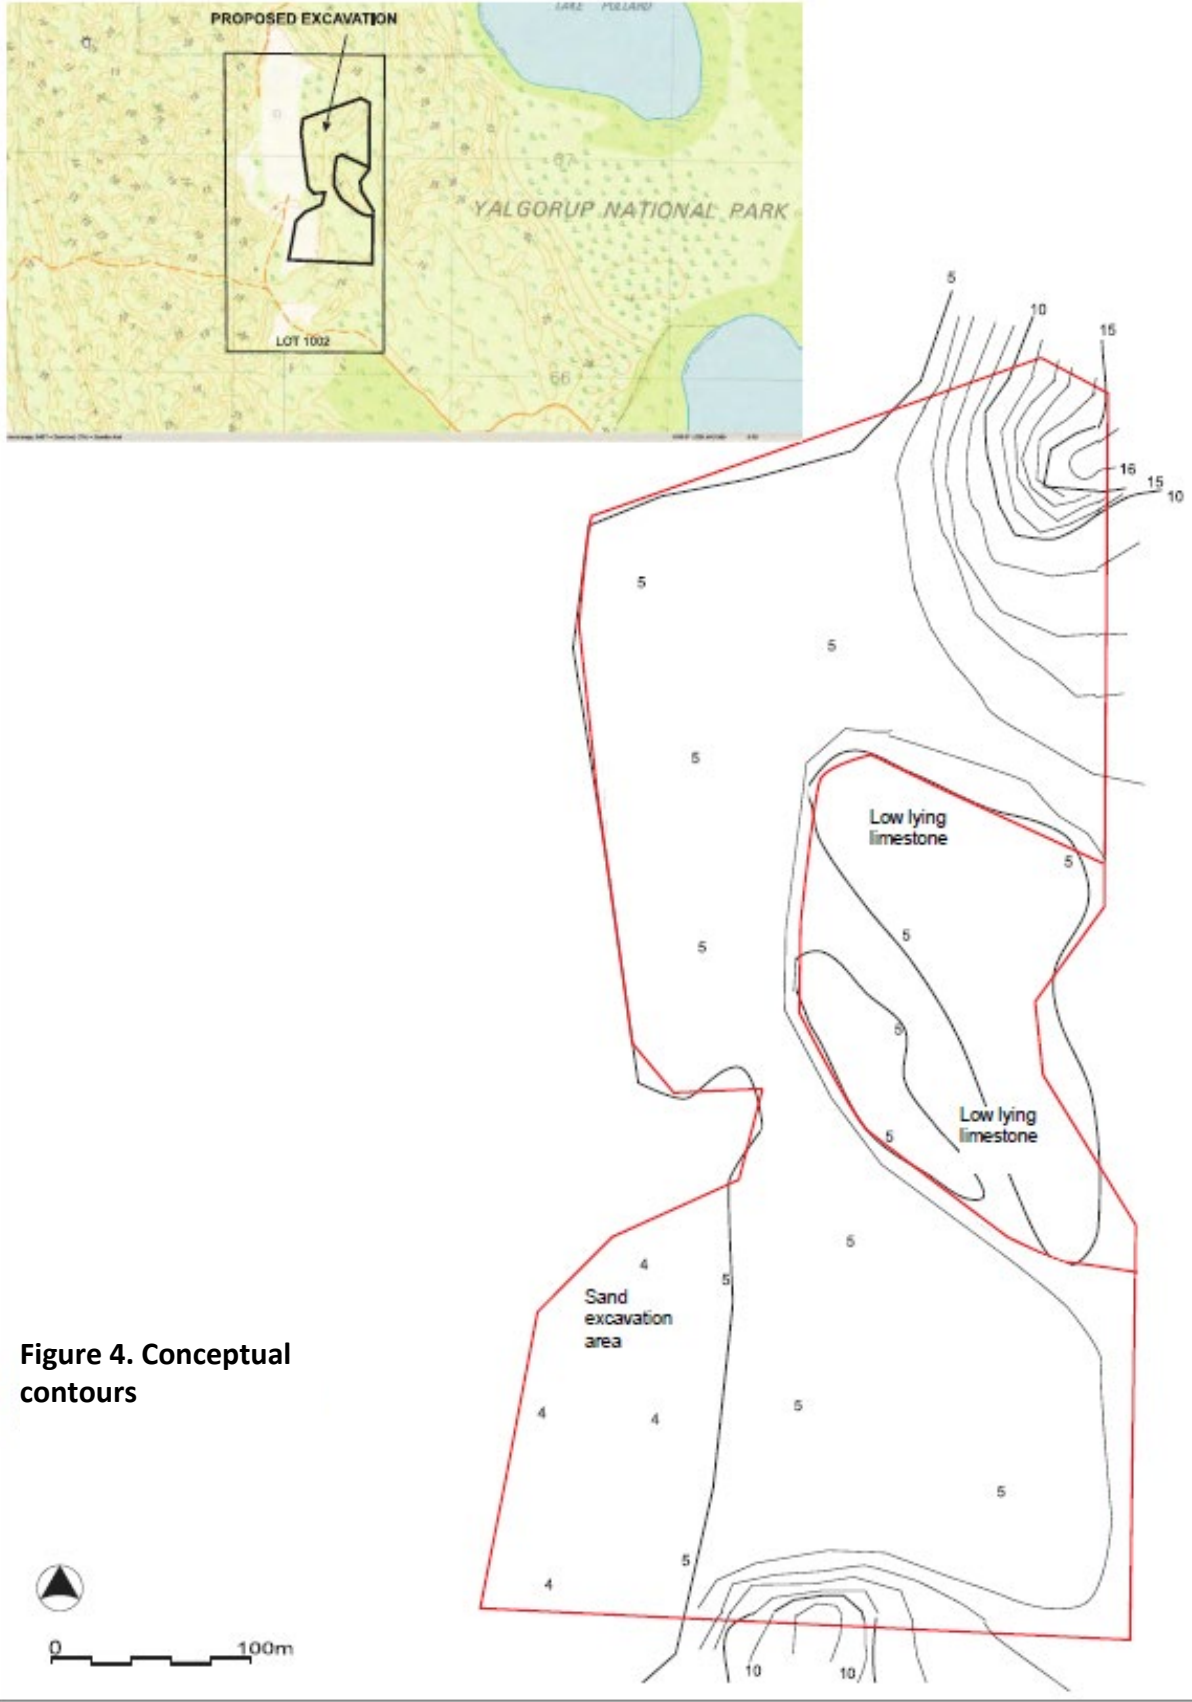 LAKE POLLARD
PROPOSED EXCAVATION
67
YALGORUP NATIONAL PARK
LOT 1002
66
5
10
15
16
15
10
5
5
5
Low lying
limestone
5
5
5
5
Low lying
limestone
5
5
4
5
Sand
excavation
area
Figure 4. Conceptual
contours
4
4
5
5
5
4
0
100m
10
10